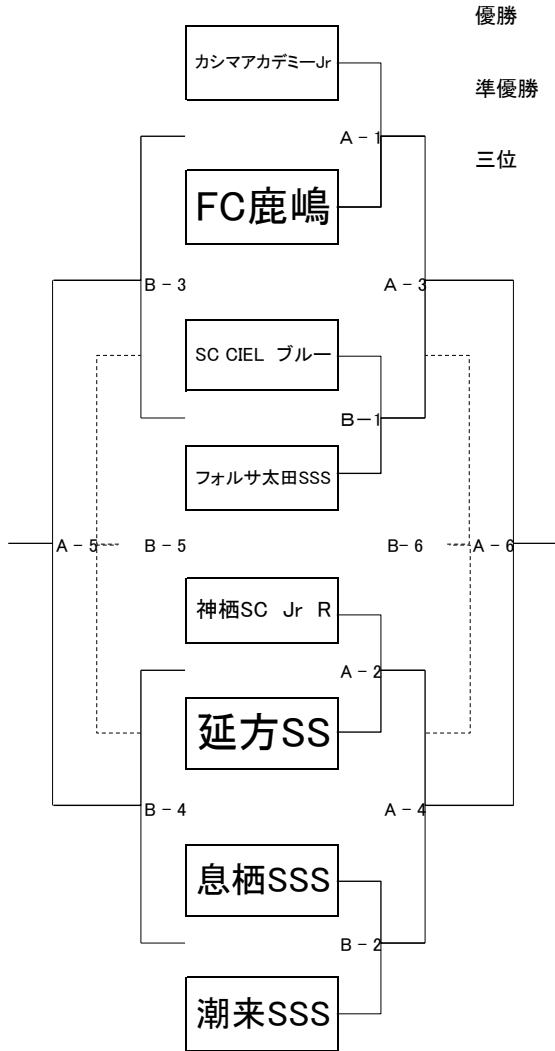 優勝
カシマアカデミーJr
準優勝
A-1
三位
FC鹿嶋
B-3
A-3
SC CIEL ブルー
B-1
フォルサ太田SSS
A-5
B-5
B-6
A-6
神栖SC Jr R
A-2
延方SS
B-4
A-4
息栖SSS
B-2
潮来SSS